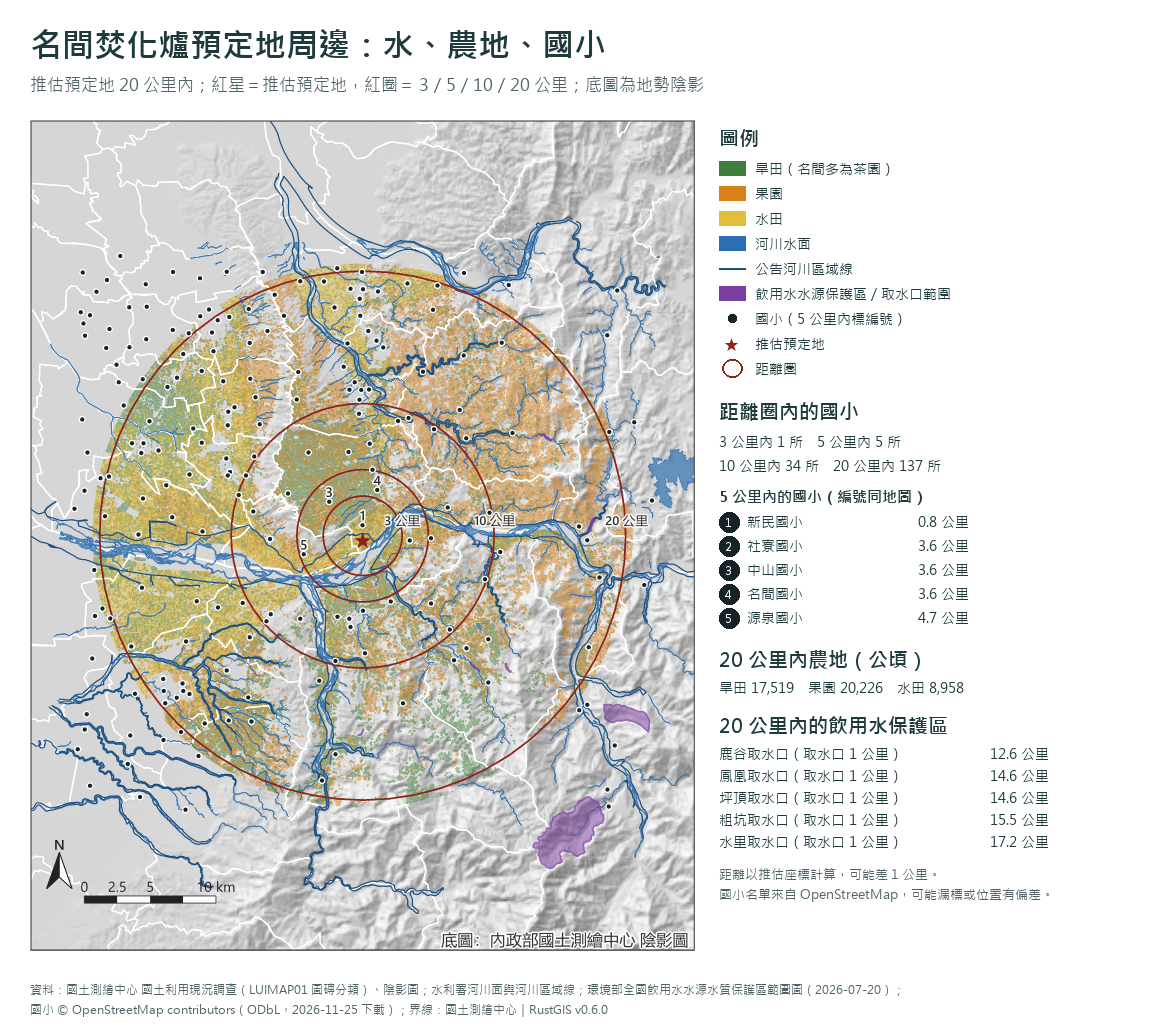 名間焚化爐預定地周邊：水、農地、國小
推估預定地 20 公里內；紅星＝推估預定地，紅圈＝ 3 / 5 / 10 / 20 公里；底圖為地勢陰影
圖例
旱田（名間多為茶園）
果園
水田
河川水面
公告河川區域線
飲用水水源保護區 / 取水口範圍
國小（5 公里內標編號）
推估預定地
距離圈
距離圈內的國小
3 公里內 1 所　5 公里內 5 所
10 公里內 34 所　20 公里內 137 所
5 公里內的國小（編號同地圖）
1 新民國小 0.8 公里
2 社寮國小 3.6 公里
3 中山國小 3.6 公里
4 名間國小 3.6 公里
5 源泉國小 4.7 公里
20 公里內農地（公頃）
旱田 17,519　果園 20,226　水田 8,958
20 公里內的飲用水保護區
鹿谷取水口（取水口 1 公里） 12.6 公里
鳳凰取水口（取水口 1 公里） 14.6 公里
坪頂取水口（取水口 1 公里） 14.6 公里
粗坑取水口（取水口 1 公里） 15.5 公里
水里取水口（取水口 1 公里） 17.2 公里
距離以推估座標計算，可能差 1 公里。
國小名單來自 OpenStreetMap，可能漏標或位置有偏差。
4
3
1
3 公里
10 公里
20 公里
5
N
0 2.5 5 10 km
底圖：內政部國土測繪中心 陰影圖
資料：國土測繪中心 國土利用現況調查（LUIMAP01 圖磚分類）、陰影圖；水利署河川面與河川區域線；環境部全國飲用水水源水質保護區範圍圖（2026-07-20）；
國小 © OpenStreetMap contributors（ODbL，2026-11-25 下載）；界線：國土測繪中心 | RustGIS v0.6.0